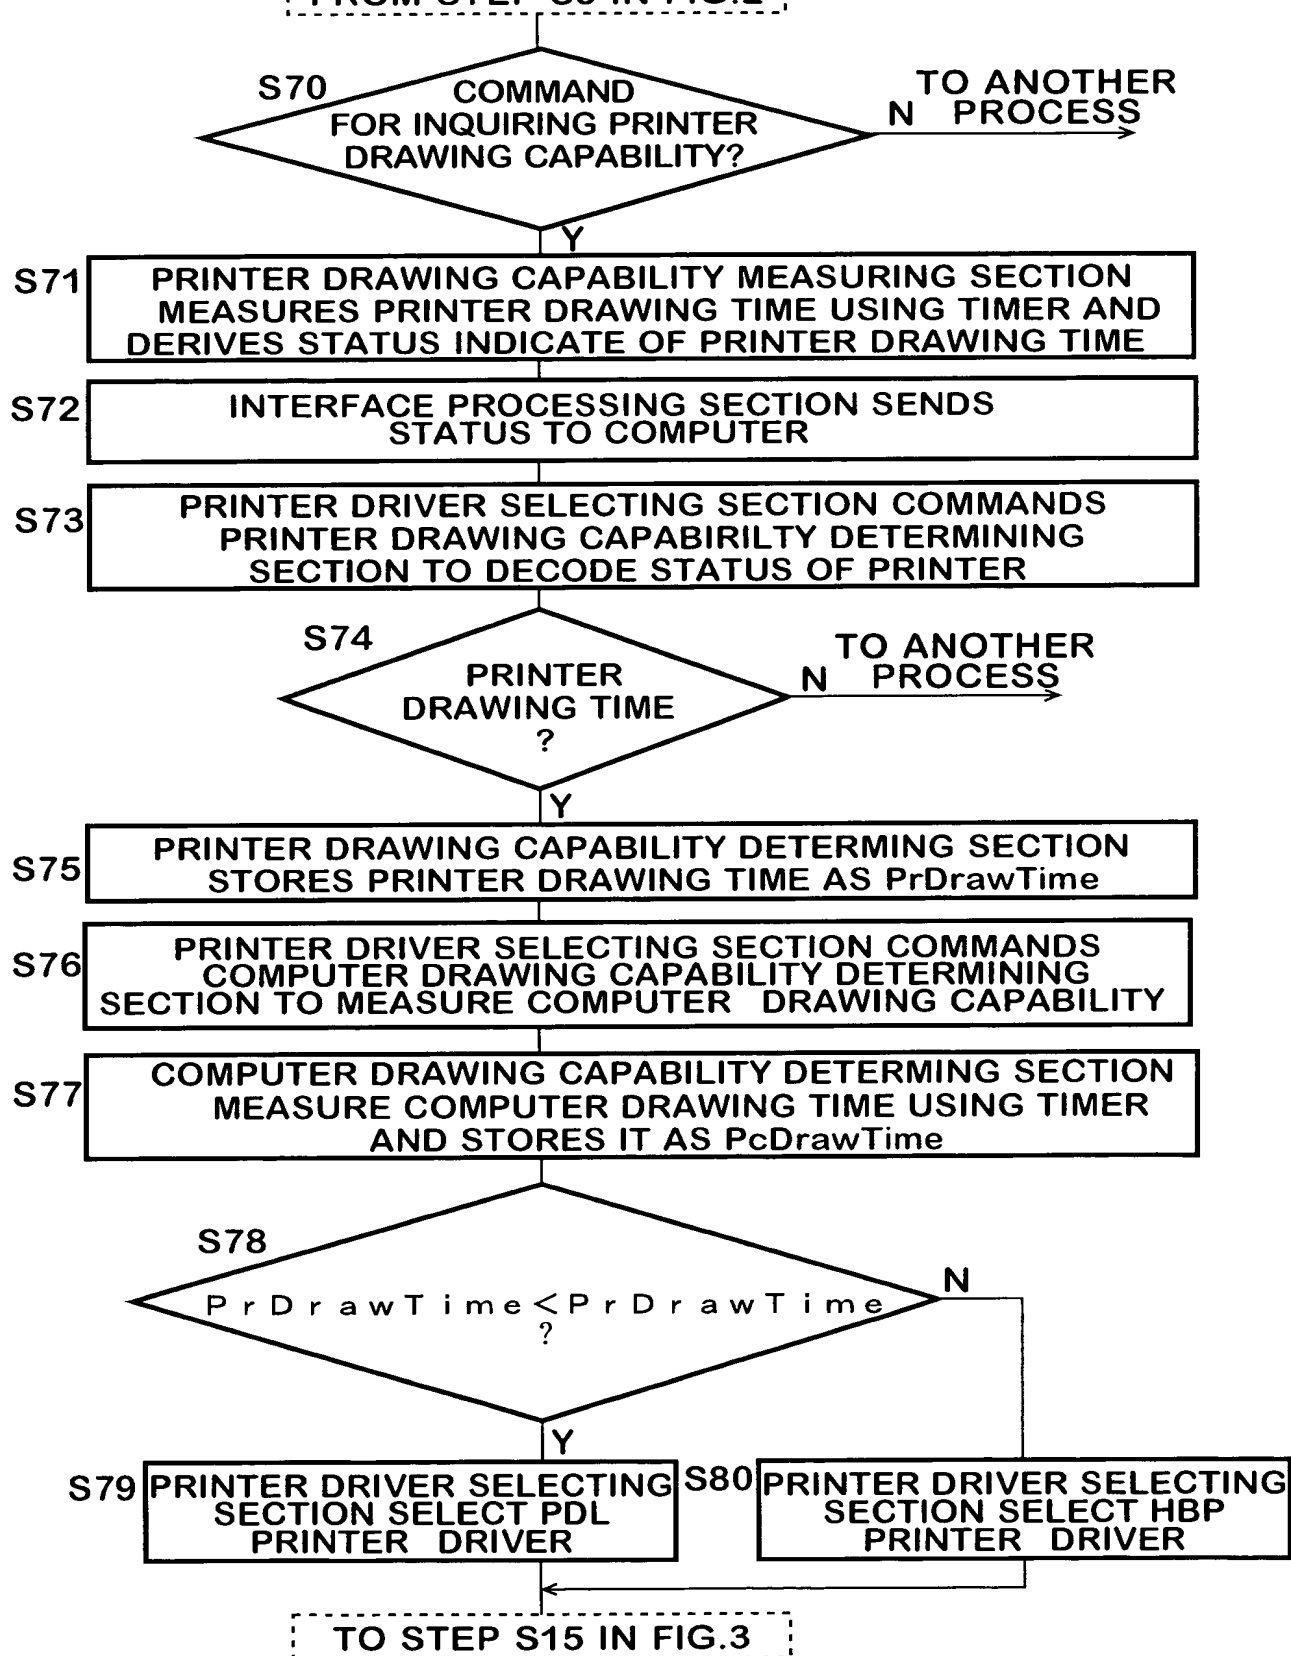 S70
COMMAND
FOR INQUIRING PRINTER
DRAWING CAPABILITY?
TO ANOTHER
N PROCESS
Y
S71
PRINTER DRAWING CAPABILITY MEASURING SECTION
MEASURES PRINTER DRAWING TIME USING TIMER AND
DERIVES STATUS INDICATE OF PRINTER DRAWING TIME
S72
INTERFACE PROCESSING SECTION SENDS
STATUS TO COMPUTER
S73
PRINTER DRIVER SELECTING SECTION COMMANDS
PRINTER DRAWING CAPABIRILTY DETERMINING
SECTION TO DECODE STATUS OF PRINTER
S74
PRINTER
DRAWING TIME
?
TO ANOTHER
N PROCESS
Y
S75
PRINTER DRAWING CAPABILITY DETERMING SECTION
STORES PRINTER DRAWING TIME AS PrDrawTime
S76
PRINTER DRIVER SELECTING SECTION COMMANDS
COMPUTER DRAWING CAPABILITY DETERMINING
SECTION TO MEASURE COMPUTER DRAWING CAPABILITY
S77
COMPUTER DRAWING CAPABILITY DETERMING SECTION
MEASURE COMPUTER DRAWING TIME USING TIMER
AND STORES IT AS PcDrawTime
S78
PrDrawTime<PrDrawTime
?
N
Y
S79
PRINTER DRIVER SELECTING
SECTION SELECT PDL
PRINTER DRIVER
S80
PRINTER DRIVER SELECTING
SECTION SELECT HBP
PRINTER DRIVER
TO STEP S15 IN FIG.3